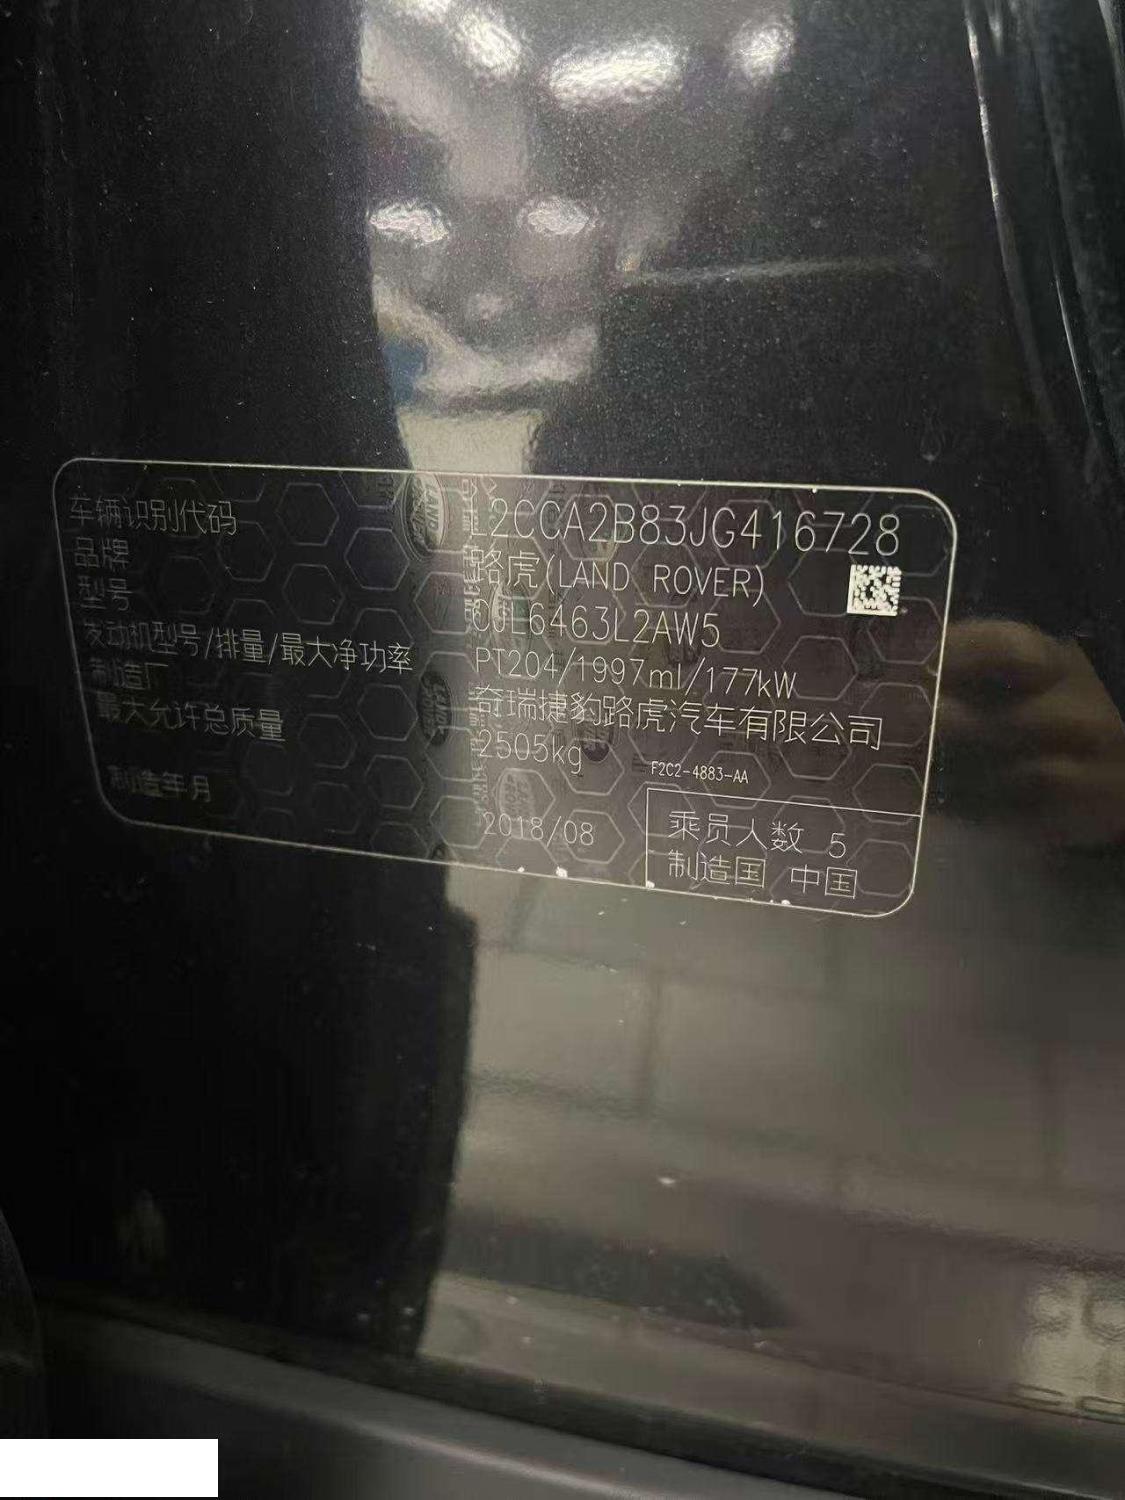 车辆识别代码 L2CCA2B83JG416728
品牌 路虎(LAND ROVER)
型号 CJL6463L2AW5
发动机型号/排量/最大净功率 PT204/1997ml/177kW
制造厂 奇瑞捷豹路虎汽车有限公司
最大允许总质量 2505kg
F2C2-4883-AA
制造年月 2018/08
乘员人数 5
制造国 中国